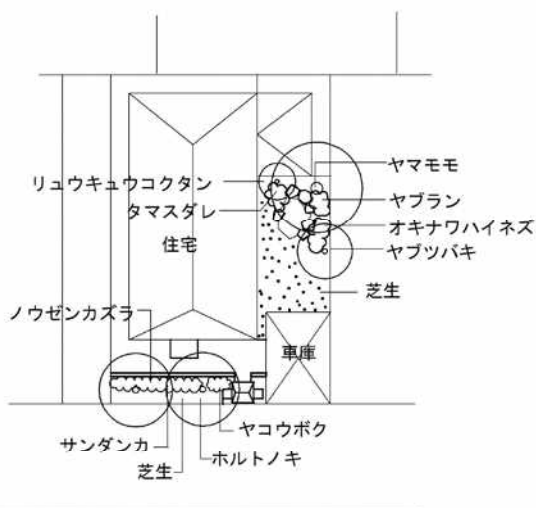 ヤマモモ
リュウキュウコクタン
ヤブラン
タマスダレ
オキナワハイネズ
住宅
ヤブツバキ
芝生
ノウゼンカズラ
車庫
ヤコウボク
サンダンカ
ホルトノキ
芝生